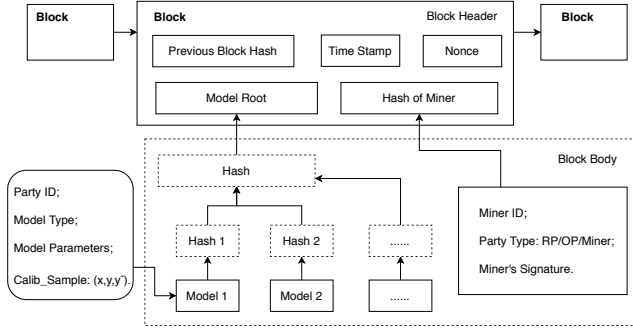 Block
Block
Block Header
Block
Previous Block Hash
Time Stamp
Nonce
Model Root
Hash of Miner
Block Body
Hash
Party ID;
Model Type;
Model Parameters;
Calib_Sample: (x,y,y˜).
Hash 1
Hash 2
......
Model 1
Model 2
......
Miner ID;
Party Type: RP/OP/Miner;
Miner's Signature.